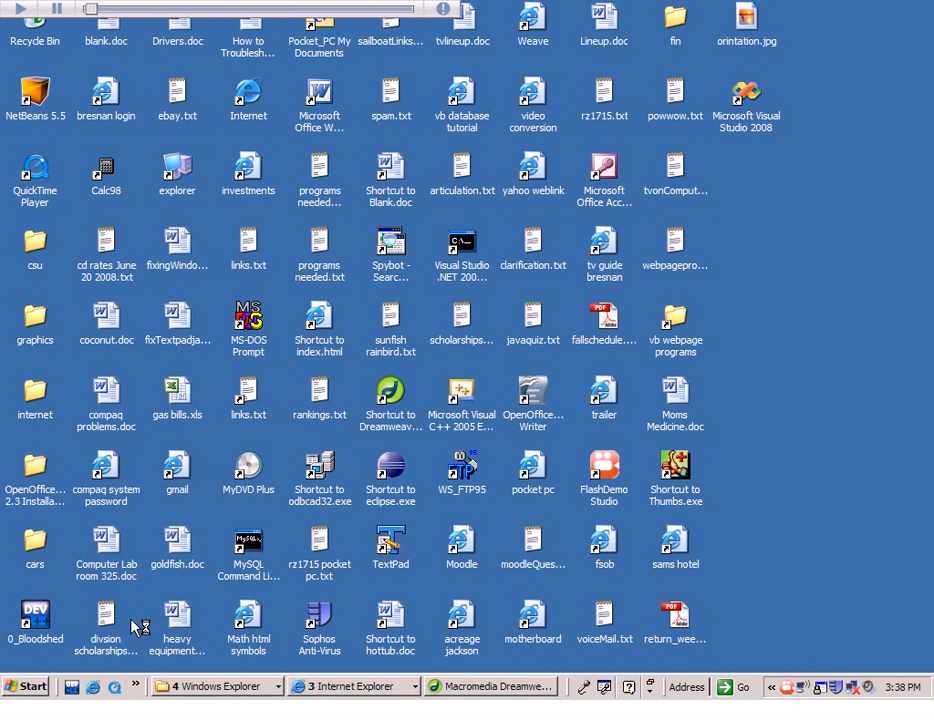 Recycle Bin
blank.doc
Drivers.doc
How to
Troublesh...
Pocket_PC My
Documents
sailboatLinks...
tvlineup.doc
Weave
Lineup.doc
fin
orintation.jpg
NetBeans 5.5
bresnan login
ebay.txt
Internet
Microsoft
Office W...
spam.txt
vb database
tutorial
video
conversion
rz1715.txt
powwow.txt
Microsoft Visual
Studio 2008
QuickTime
Player
Calc98
explorer
investments
programs
needed...
Shortcut to
Blank.doc
articulation.txt
yahoo weblink
Microsoft
Office Acc...
tvonComput...
csu
cd rates June
20 2008.txt
fixingWindo...
links.txt
programs
needed.txt
Spybot -
Searc...
C:\_
Visual Studio
.NET 200...
clarification.txt
tv guide
bresnan
webpagepro...
graphics
coconut.doc
fixTextpadja...
MS
DOS
MS-DOS
Prompt
Shortcut to
index.html
sunfish
rainbird.txt
scholarships...
javaquiz.txt
PDF
Adobe
fallschedule....
vb webpage
programs
internet
compaq
problems.doc
gas bills.xls
links.txt
rankings.txt
Shortcut to
Dreamweav...
Microsoft Visual
C++ 2005 E...
OpenOffice...
Writer
trailer
Moms
Medicine.doc
OpenOffice...
2.3 Installa...
compaq system
password
gmail
MyDVD Plus
Shortcut to
odbcad32.exe
Shortcut to
eclipse.exe
95
FTP
WS_FTP95
pocket pc
FlashDemo
Studio
Shortcut to
Thumbs.exe
cars
Computer Lab
room 325.doc
goldfish.doc
MySQL
MySQL
Command Li...
rz1715 pocket
pc.txt
TextPad
Moodle
moodleQues...
fsob
sams hotel
DEV
0_Bloodshed
divsion
scholarships...
heavy
equipment...
Math html
symbols
Sophos
Anti-Virus
Shortcut to
hottub.doc
acreage
jackson
motherboard
voiceMail.txt
PDF
Adobe
return_wee...
Start
»
4 Windows Explorer
3 Internet Explorer
Macromedia Dreamwe...
Address
Go
«
3:38 PM